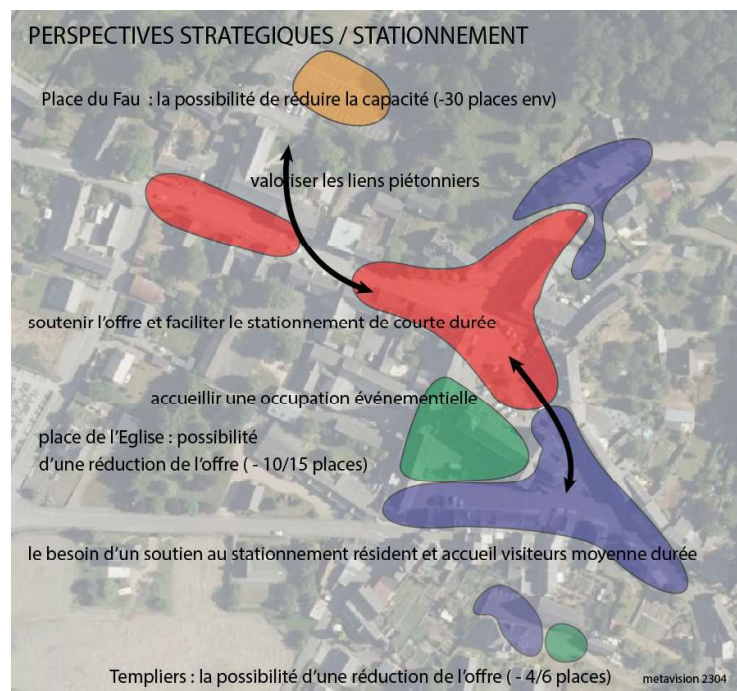 PERSPECTIVES STRATEGIQUES / STATIONNEMENT
Place du Fau : la possibilité de réduire la capacité (-30 places env)
valoriser les liens piétonniers
soutenir l'offre et faciliter le stationnement de courte durée
accueillir une occupation événementielle
place de l'Eglise : possibilité
d'une réduction de l'offre ( - 10/15 places)
le besoin d'un soutien au stationnement résident et accueil visiteurs moyenne durée
Templiers : la possibilité d'une réduction de l'offre ( - 4/6 places)
metavision 2304